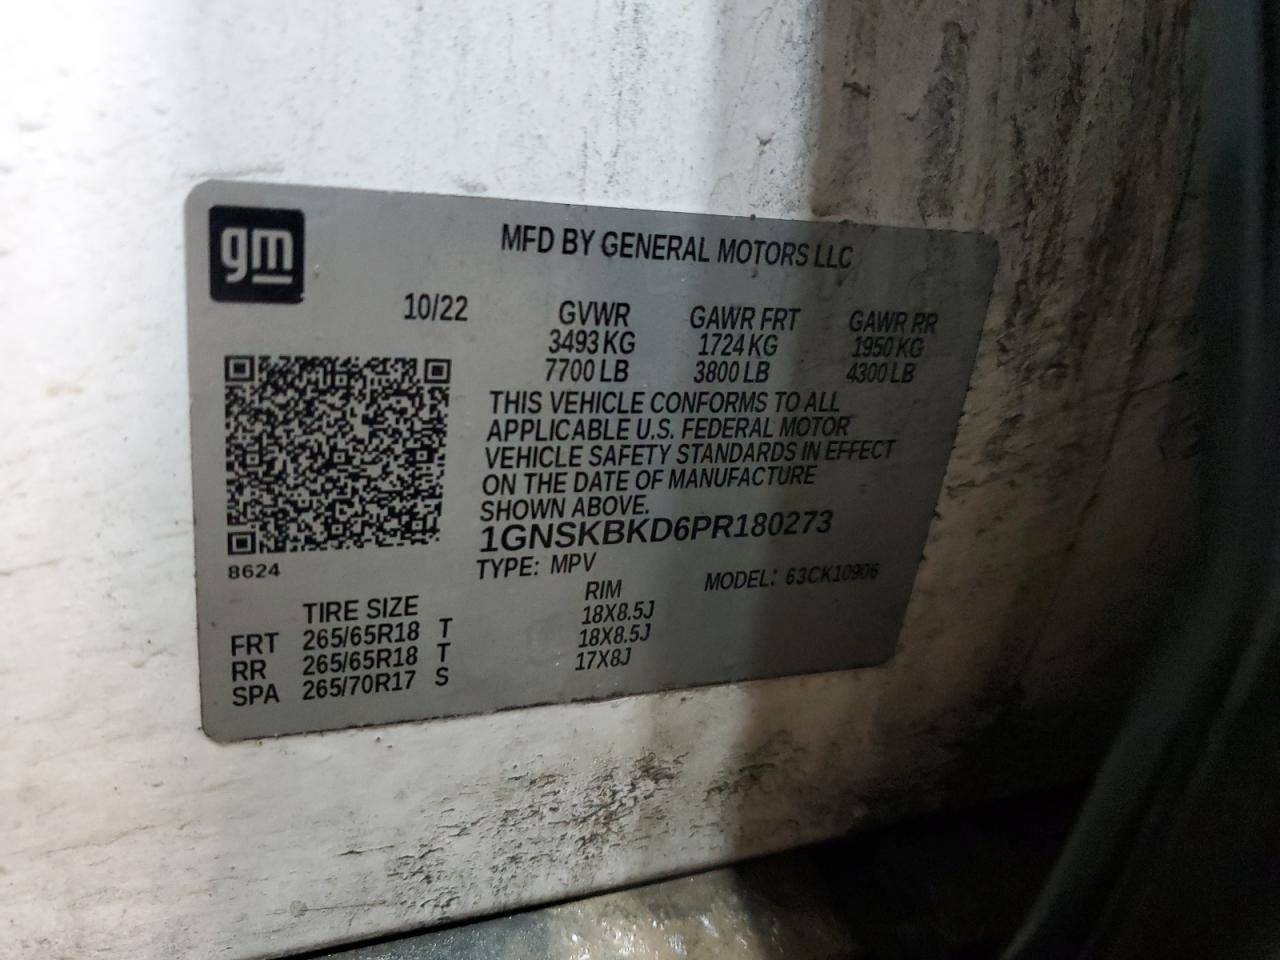 gm
MFD BY GENERAL MOTORS LLC
10/22 GVWR GAWR FRT GAWR RR
3493 KG 1724 KG 1950 KG
7700 LB 3800 LB 4300 LB
THIS VEHICLE CONFORMS TO ALL
APPLICABLE U.S. FEDERAL MOTOR
VEHICLE SAFETY STANDARDS IN EFFECT
ON THE DATE OF MANUFACTURE
SHOWN ABOVE.
1GNSKBKD6PR180273
8624
TYPE: MPV MODEL: 63CK10906
TIRE SIZE RIM
FRT 265/65R18 T 18X8.5J
RR 265/65R18 T 18X8.5J
SPA 265/70R17 S 17X8J